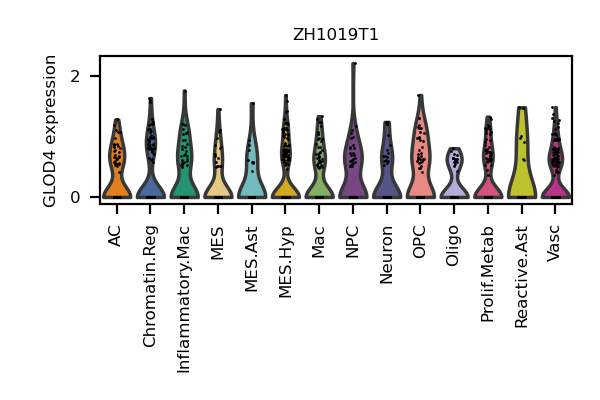 ZH1019T1
GLOD4 expression
2
0
AC
Chromatin.Reg
Inflammatory.Mac
MES
MES.Ast
MES.Hyp
Mac
NPC
Neuron
OPC
Oligo
Prolif.Metab
Reactive.Ast
Vasc